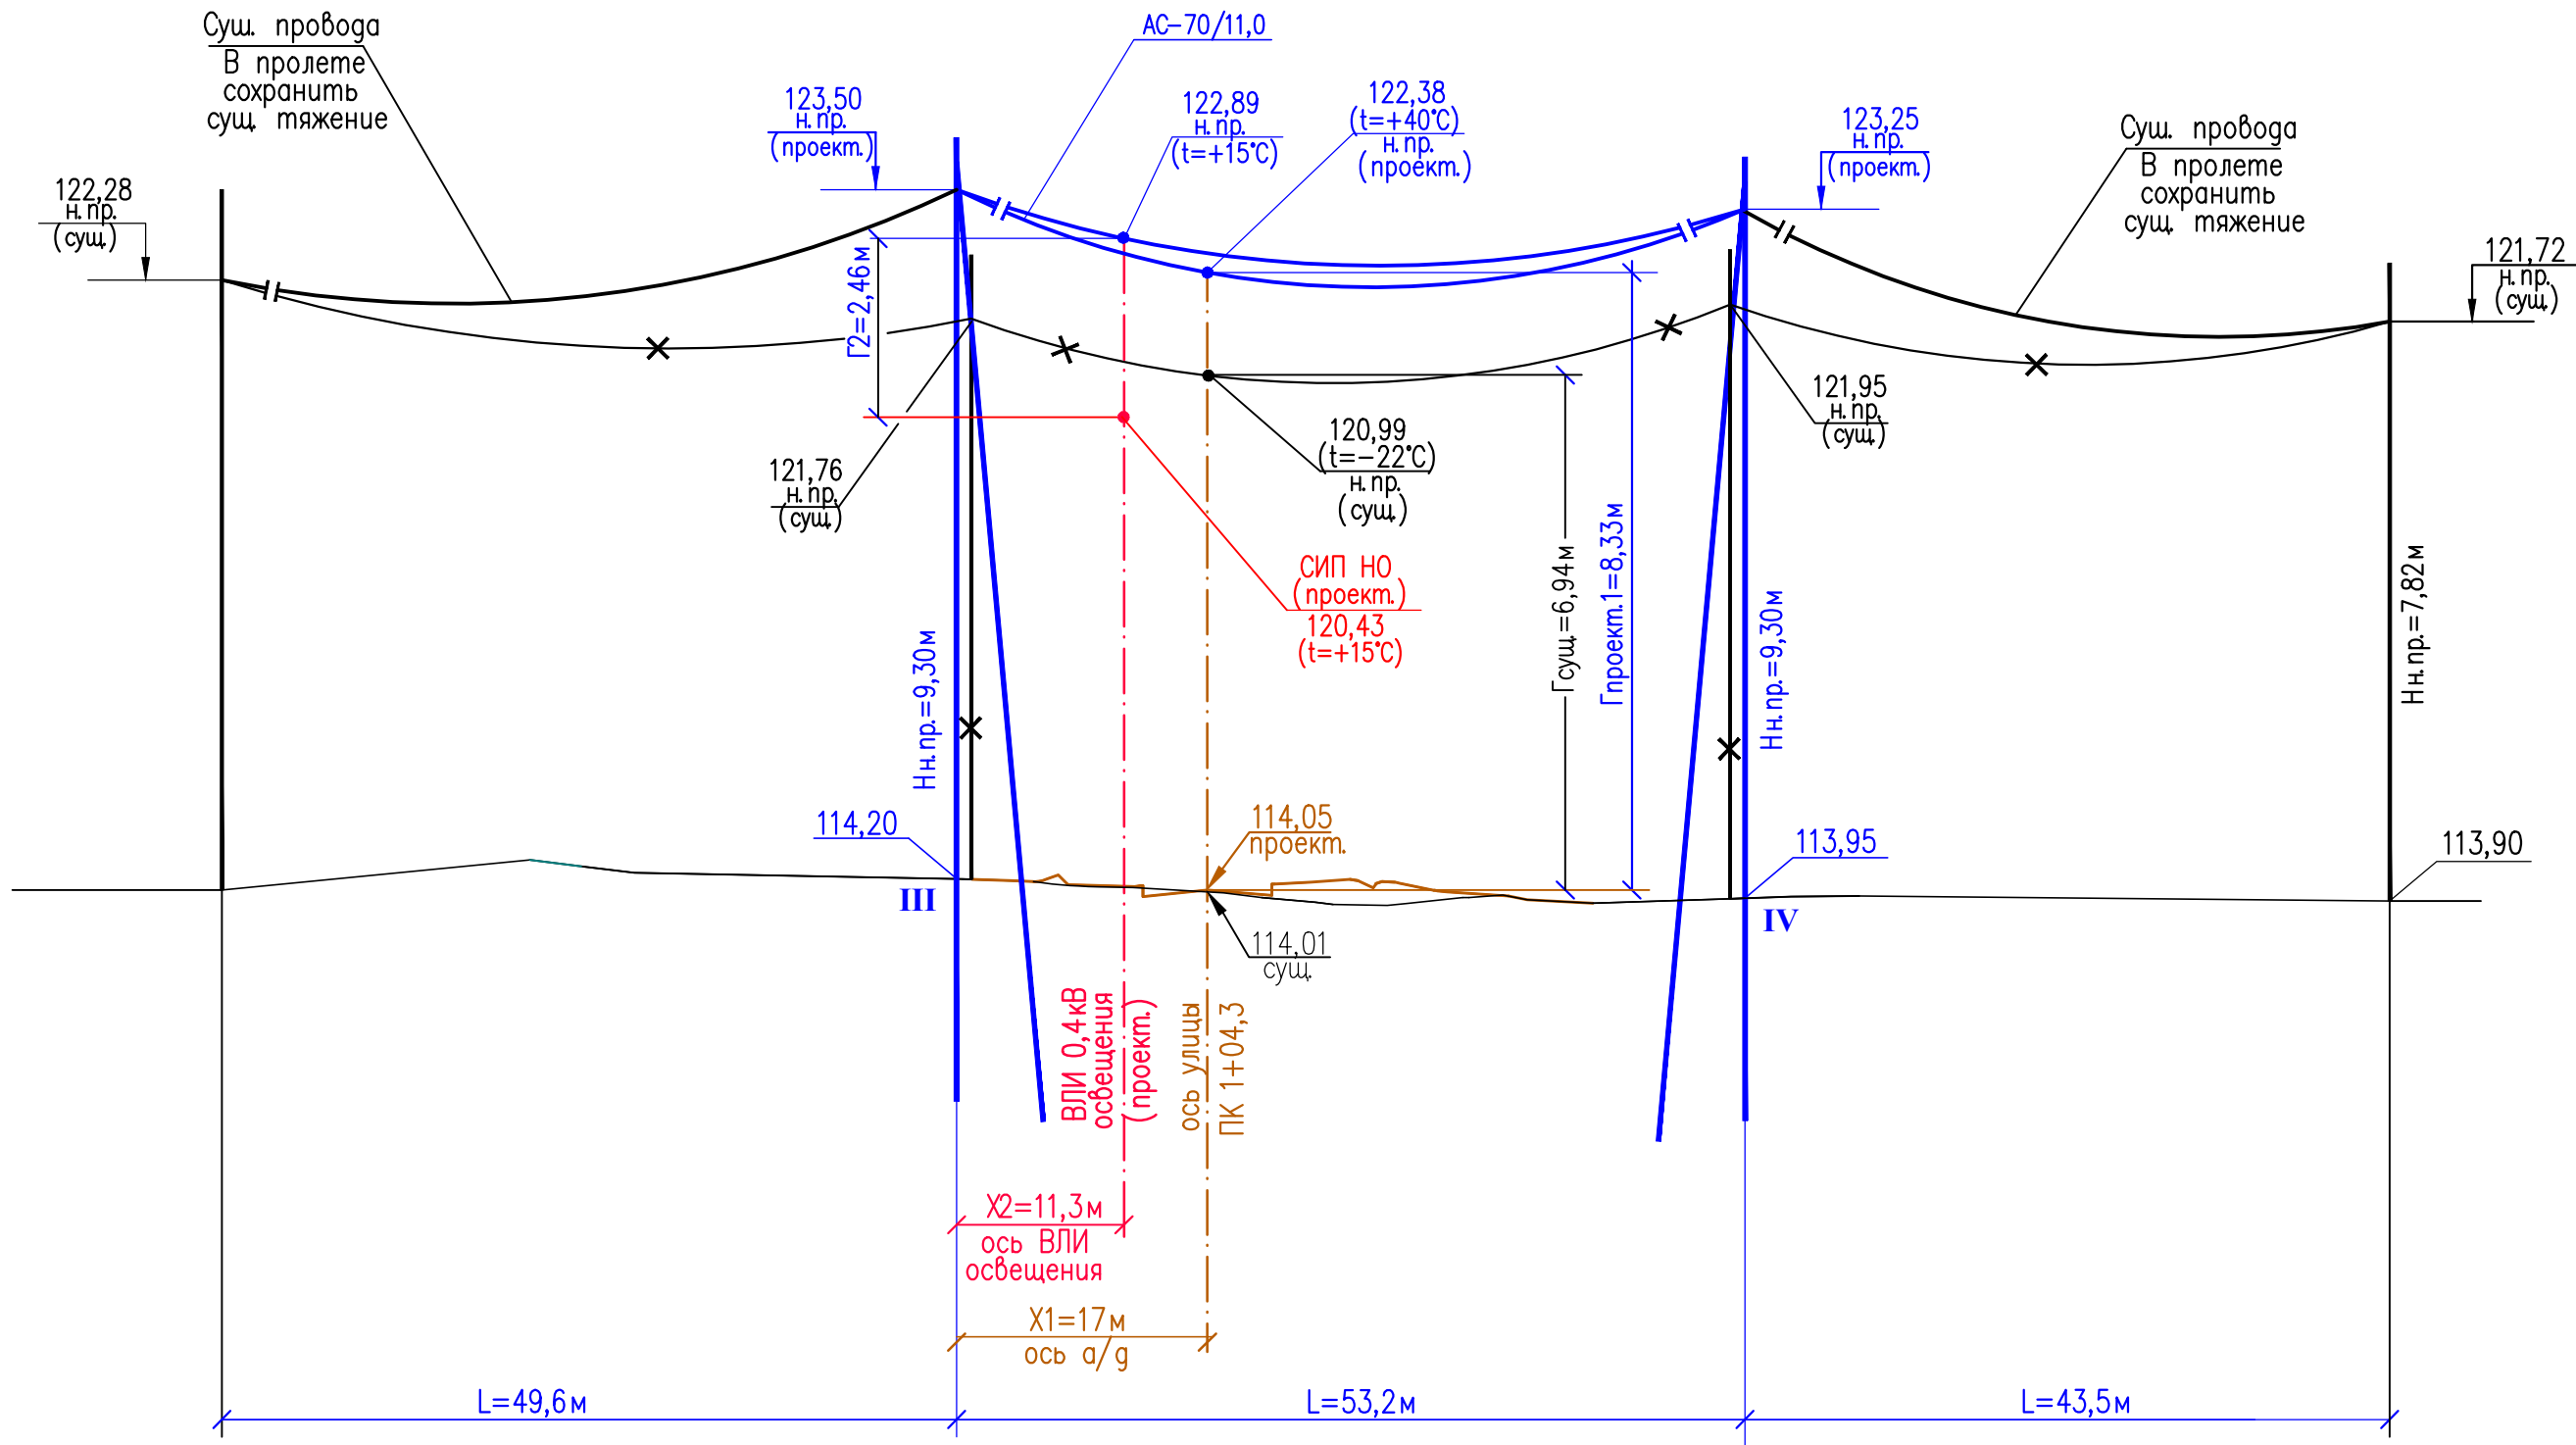 Сущ. провода
В пролете
сохранить
сущ. тяжение
122,28
н.пр.
(сущ.)
123,50
н.пр.
(проект.)
АС-70/11,0
122,89
н.пр.
(t=+15°С)
122,38
(t=+40°С)
н.пр.
(проект.)
123,25
н.пр.
(проект.)
Сущ. провода
В пролете
сохранить
сущ. тяжение
121,72
н.пр.
(сущ.)
Г2=2,46м
121,76
н.пр.
(сущ.)
120,99
(t=-22°С)
н.пр.
(сущ.)
121,95
н.пр.
(сущ.)
СИП НО
(проект.)
120,43
(t=+15°С)
Гсущ.=6,94м
Гпроект.1=8,33м
Нн.пр.=9,30м
Нн.пр.=9,30м
Нн.пр.=7,82м
114,20
114,05
проект.
113,95
113,90
III
IV
114,01
сущ.
ВЛИ 0,4кВ
освещения
(проект.)
ось улицы
ПК 1+04,3
Х2=11,3м
ось ВЛИ
освещения
Х1=17м
ось а/д
L=49,6м
L=53,2м
L=43,5м